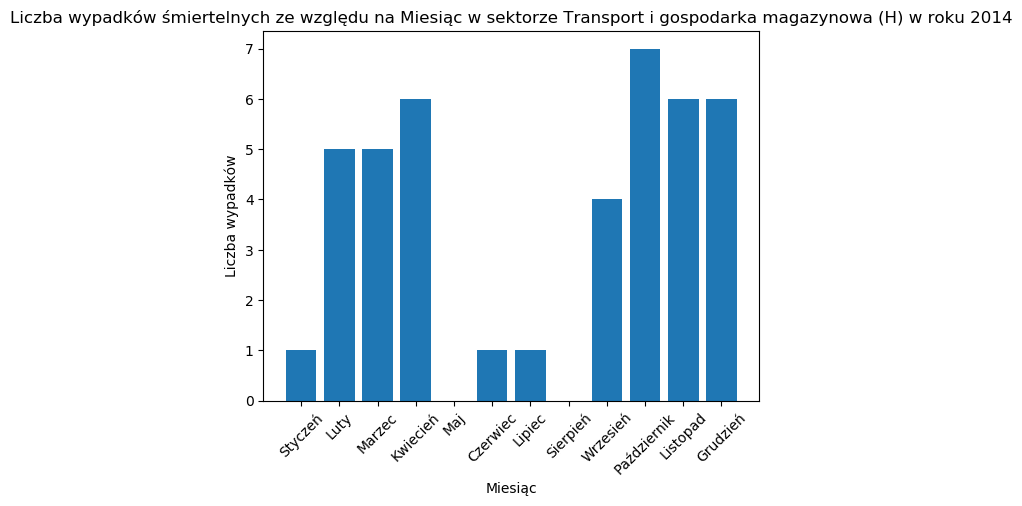 Liczba wypadków śmiertelnych ze względu na Miesiąc w sektorze Transport i gospodarka magazynowa (H) w roku 2014
7
6
5
4
3
2
1
0
Liczba wypadków
Styczeń
Luty
Marzec
Kwiecień
Maj
Czerwiec
Lipiec
Sierpień
Wrzesień
Październik
Listopad
Grudzień
Miesiąc